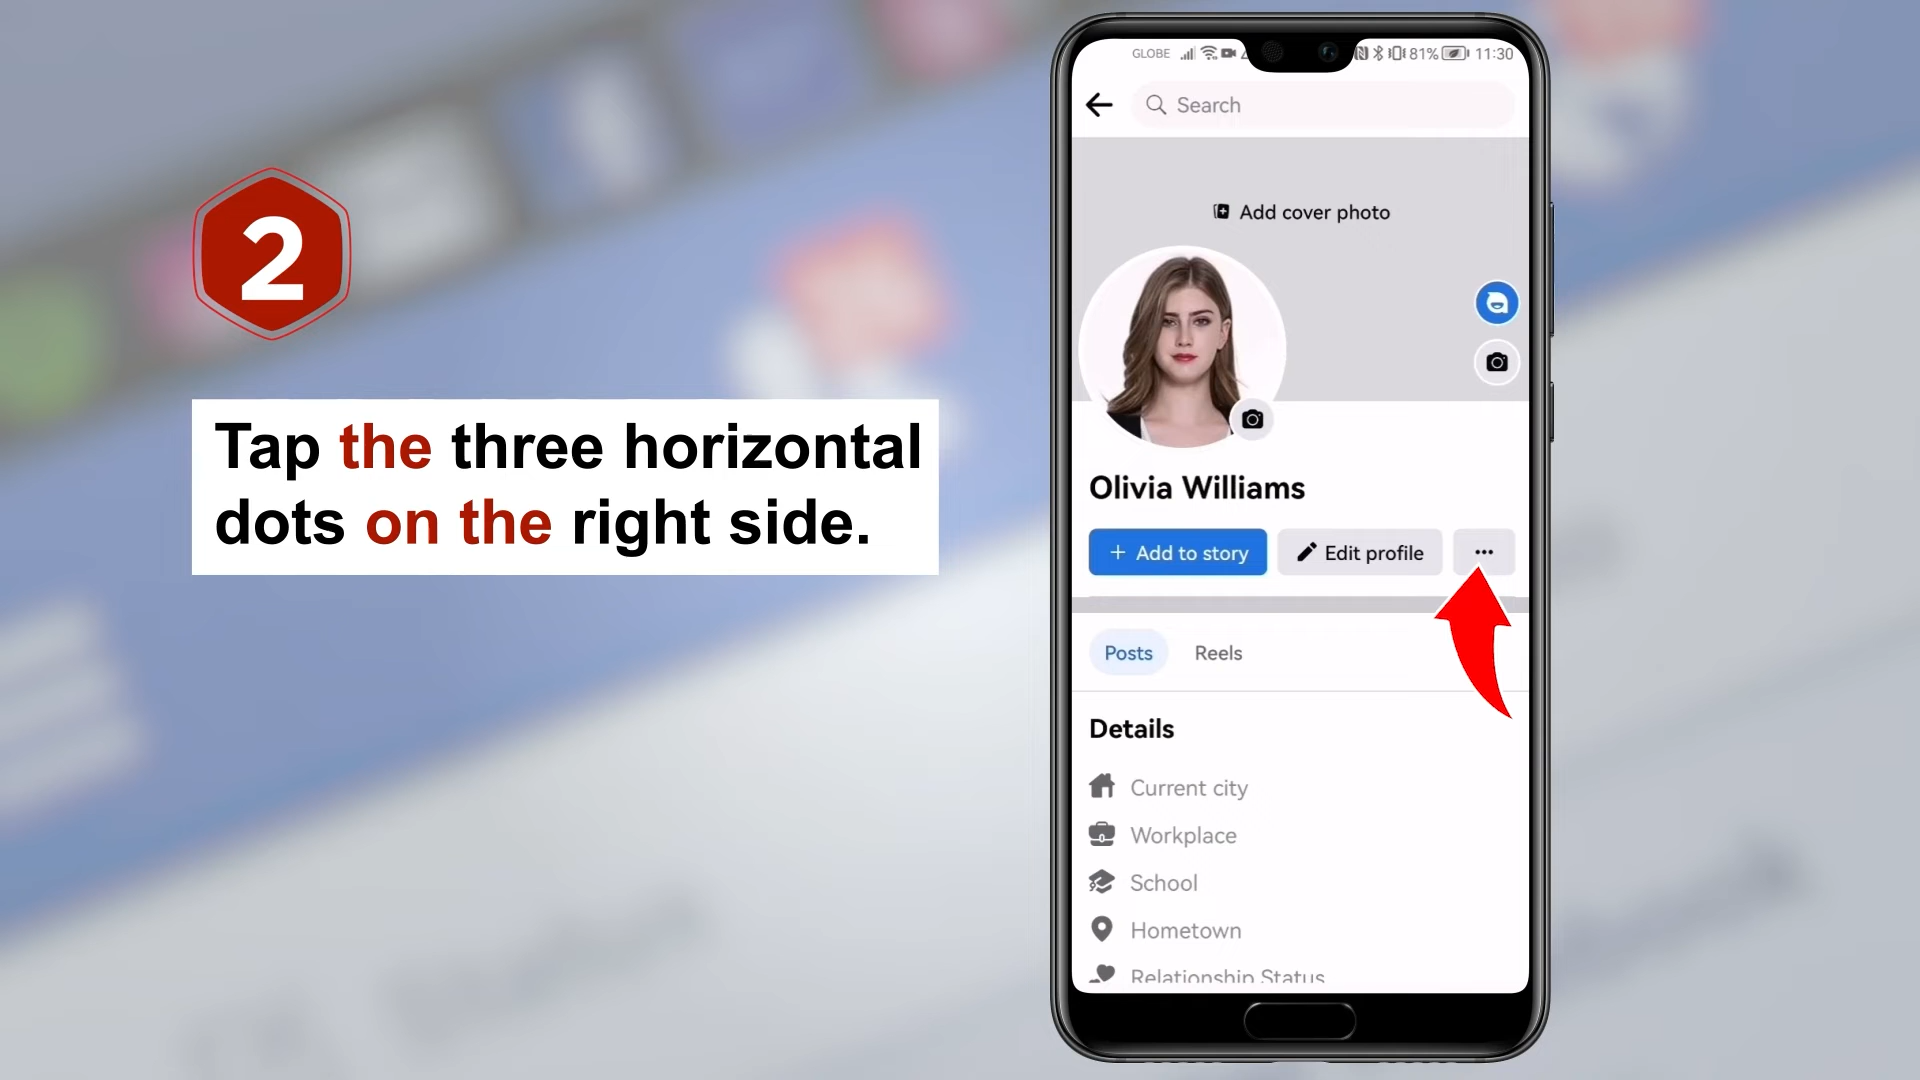 2
Tap the three horizontal
dots on the right side.
GLOBE 81% 11:30
Search
Add cover photo
Olivia Williams
+ Add to story
Edit profile
Posts Reels
Details
Current city
Workplace
School
Hometown
Relationship Status